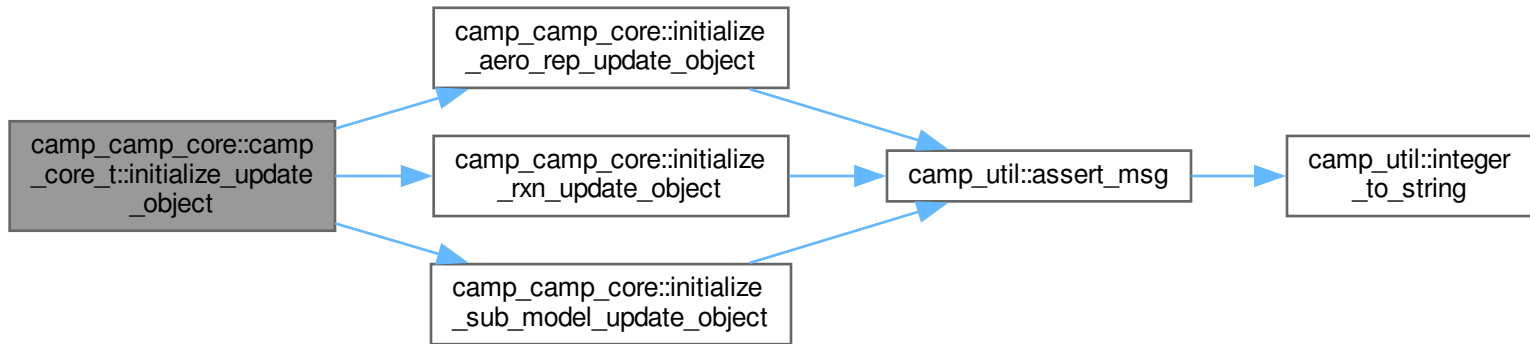 camp_camp_core::camp
_core_t::initialize_update
_object
camp_camp_core::initialize
_aero_rep_update_object
camp_camp_core::initialize
_rxn_update_object
camp_camp_core::initialize
_sub_model_update_object
camp_util::assert_msg
camp_util::integer
_to_string